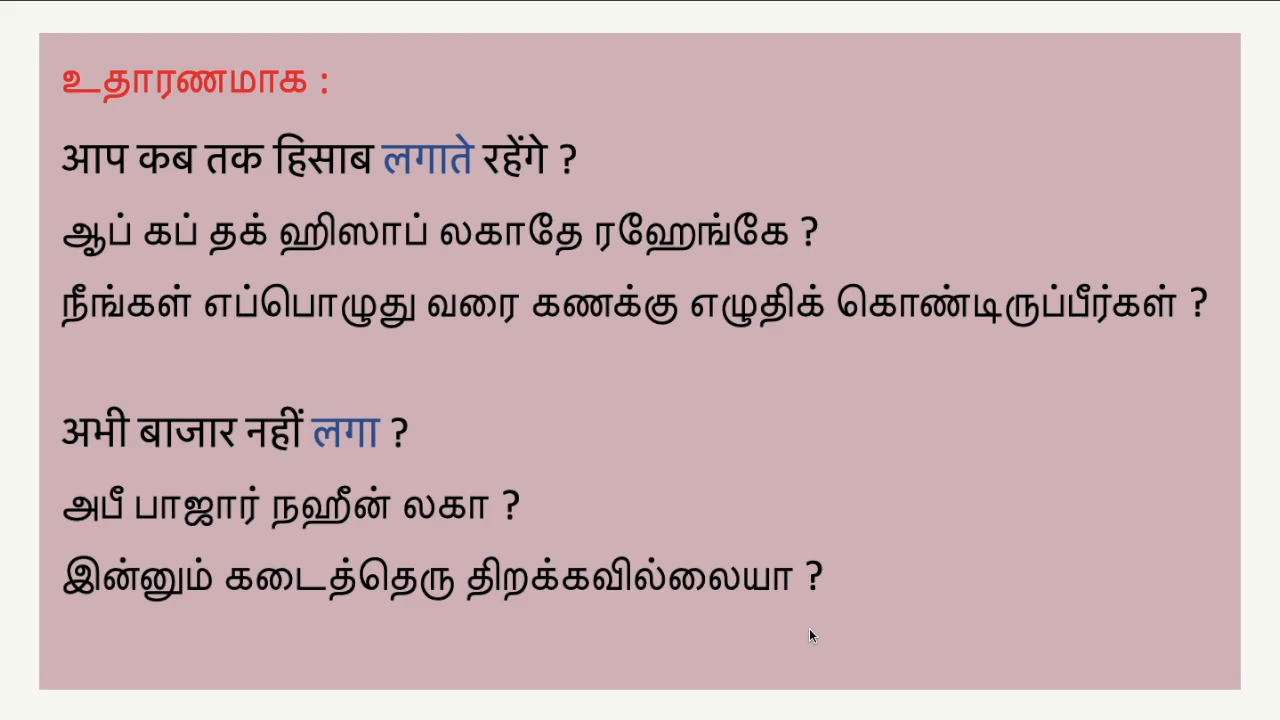 உதாரணமாக :
आप कब तक हिसाब लगाते रहेंगे ?
ஆப் கப் தக் ஹிஸாப் லகாதே ரஹேங்கே ?
நீங்கள் எப்பொழுது வரை கணக்கு எழுதிக் கொண்டிருப்பீர்கள் ?
अभी बाजार नहीं लगा ?
அபீ பாஜார் நஹீன் லகா ?
இன்னும் கடைத்தெரு திறக்கவில்லையா ?